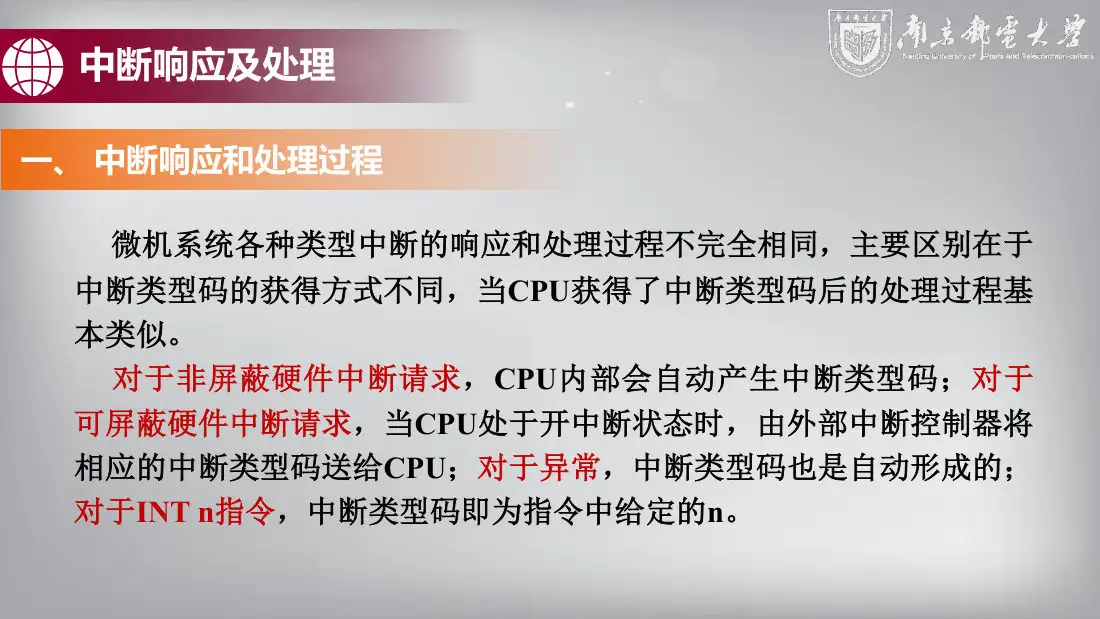 中断响应及处理
南京邮电大学
Nanjing University of Posts and Telecommunications
一、 中断响应和处理过程
微机系统各种类型中断的响应和处理过程不完全相同，主要区别在于
中断类型码的获得方式不同，当CPU获得了中断类型码后的处理过程基
本类似。
对于非屏蔽硬件中断请求，CPU内部会自动产生中断类型码；对于
可屏蔽硬件中断请求，当CPU处于开中断状态时，由外部中断控制器将
相应的中断类型码送给CPU；对于异常，中断类型码也是自动形成的；
对于INT n指令，中断类型码即为指令中给定的n。